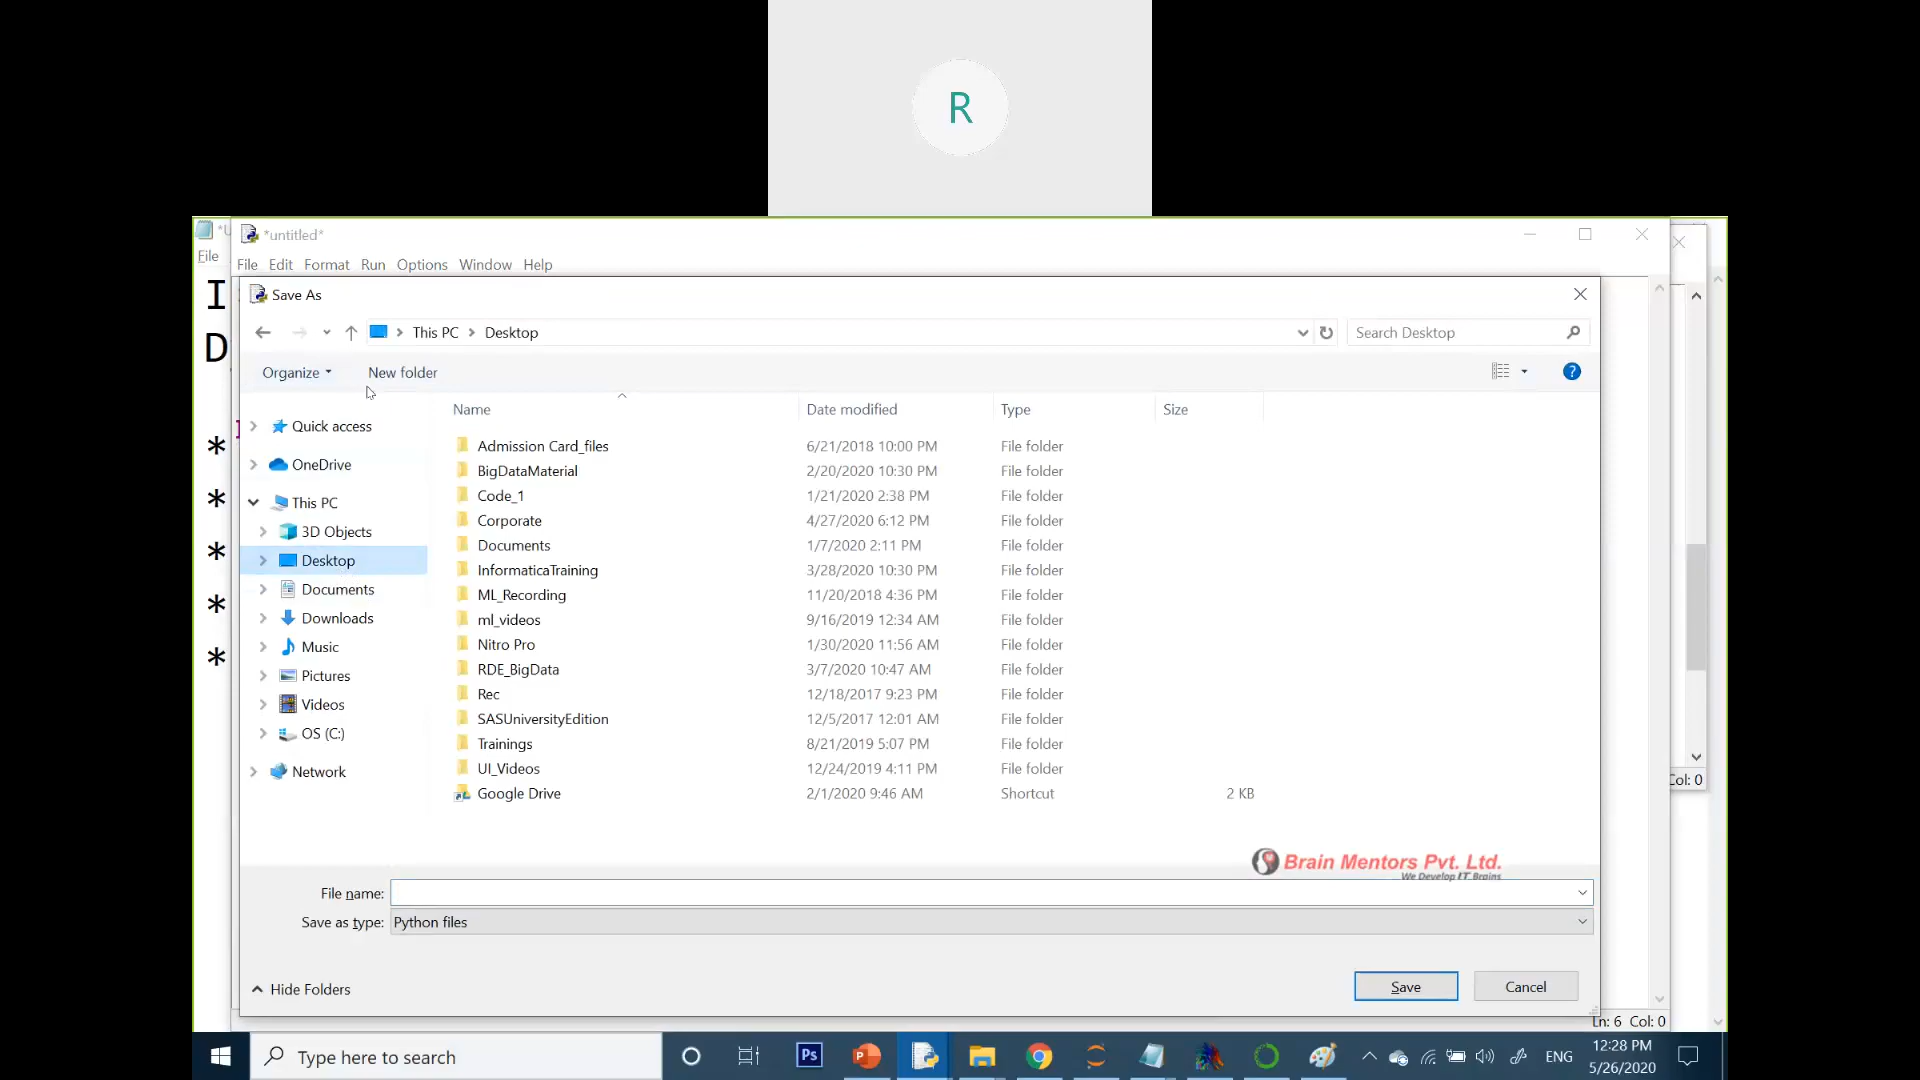 R
*untitled*
File
File Edit Format Run Options Window Help
I
D
*
*
*
*
*
Save As
This PC Desktop
Search Desktop
Organize New folder
Quick access
OneDrive
This PC
3D Objects
Desktop
Documents
Downloads
Music
Pictures
Videos
OS (C:)
Network
Name Date modified Type Size
Admission Card_files 6/21/2018 10:00 PM File folder
BigDataMaterial 2/20/2020 10:30 PM File folder
Code_1 1/21/2020 2:38 PM File folder
Corporate 4/27/2020 6:12 PM File folder
Documents 1/7/2020 2:11 PM File folder
InformaticaTraining 3/28/2020 10:30 PM File folder
ML_Recording 11/20/2018 4:36 PM File folder
ml_videos 9/16/2019 12:34 AM File folder
Nitro Pro 1/30/2020 11:56 AM File folder
RDE_BigData 3/7/2020 10:47 AM File folder
Rec 12/18/2017 9:23 PM File folder
SASUniversityEdition 12/5/2017 12:01 AM File folder
Trainings 8/21/2019 5:07 PM File folder
UI_Videos 12/24/2019 4:11 PM File folder
Google Drive 2/1/2020 9:46 AM Shortcut 2 KB
Col: 0
Brain Mentors Pvt. Ltd.
We Develop IT Brains
File name:
Save as type: Python files
Hide Folders
Save Cancel
Ln: 6 Col: 0
Type here to search
Ps
ENG
12:28 PM
5/26/2020